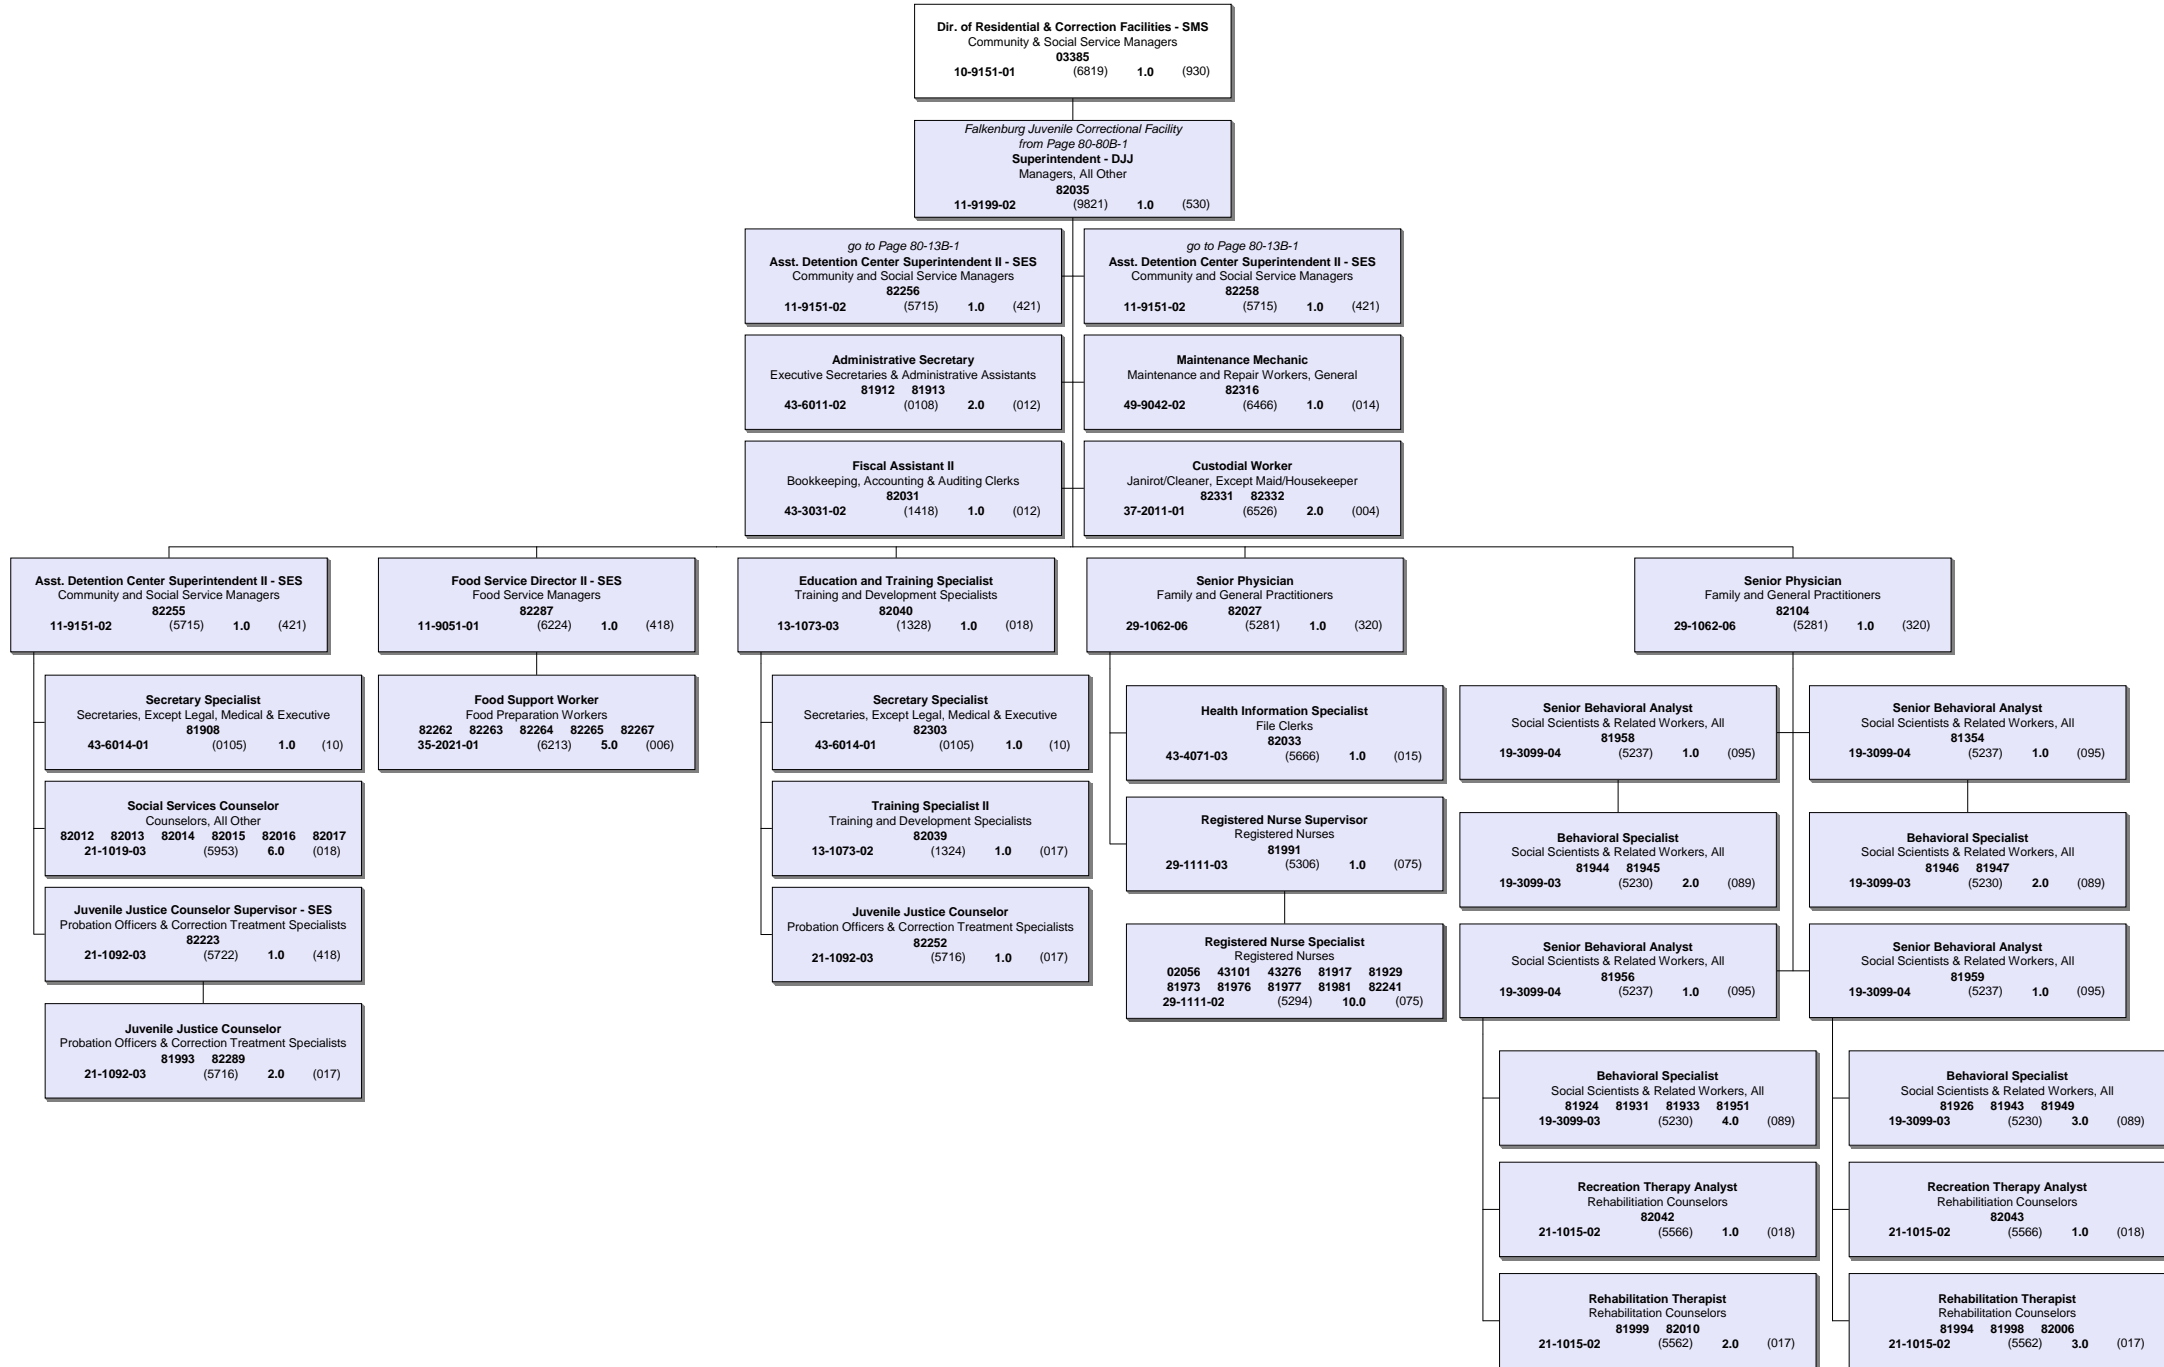 Dir. of Residential & Correction Facilities - SMS
Community & Social Service Managers
03385
10-9151-01 (6819) 1.0 (930)
Falkenburg Juvenile Correctional Facility
from Page 80-80B-1
Superintendent - DJJ
Managers, All Other
82035
11-9199-02 (9821) 1.0 (530)
go to Page 80-13B-1
Asst. Detention Center Superintendent II - SES
Community and Social Service Managers
82256
11-9151-02 (5715) 1.0 (421)
go to Page 80-13B-1
Asst. Detention Center Superintendent II - SES
Community and Social Service Managers
82258
11-9151-02 (5715) 1.0 (421)
Administrative Secretary
Executive Secretaries & Administrative Assistants
81912 81913
43-6011-02 (0108) 2.0 (012)
Maintenance Mechanic
Maintenance and Repair Workers, General
82316
49-9042-02 (6466) 1.0 (014)
Fiscal Assistant II
Bookkeeping, Accounting & Auditing Clerks
82031
43-3031-02 (1418) 1.0 (012)
Custodial Worker
Janirot/Cleaner, Except Maid/Housekeeper
82331 82332
37-2011-01 (6526) 2.0 (004)
Asst. Detention Center Superintendent II - SES
Community and Social Service Managers
82255
11-9151-02 (5715) 1.0 (421)
Secretary Specialist
Secretaries, Except Legal, Medical & Executive
81908
43-6014-01 (0105) 1.0 (10)
Social Services Counselor
Counselors, All Other
82012 82013 82014 82015 82016 82017
21-1019-03 (5953) 6.0 (018)
Juvenile Justice Counselor Supervisor - SES
Probation Officers & Correction Treatment Specialists
82223
21-1092-03 (5722) 1.0 (418)
Juvenile Justice Counselor
Probation Officers & Correction Treatment Specialists
81993 82289
21-1092-03 (5716) 2.0 (017)
Food Service Director II - SES
Food Service Managers
82287
11-9051-01 (6224) 1.0 (418)
Food Support Worker
Food Preparation Workers
82262 82263 82264 82265 82267
35-2021-01 (6213) 5.0 (006)
Education and Training Specialist
Training and Development Specialists
82040
13-1073-03 (1328) 1.0 (018)
Secretary Specialist
Secretaries, Except Legal, Medical & Executive
82303
43-6014-01 (0105) 1.0 (10)
Training Specialist II
Training and Development Specialists
82039
13-1073-02 (1324) 1.0 (017)
Juvenile Justice Counselor
Probation Officers & Correction Treatment Specialists
82252
21-1092-03 (5716) 1.0 (017)
Senior Physician
Family and General Practitioners
82027
29-1062-06 (5281) 1.0 (320)
Health Information Specialist
File Clerks
82033
43-4071-03 (5666) 1.0 (015)
Registered Nurse Supervisor
Registered Nurses
81991
29-1111-03 (5306) 1.0 (075)
Registered Nurse Specialist
Registered Nurses
02056 43101 43276 81917 81929
81973 81976 81977 81981 82241
29-1111-02 (5294) 10.0 (075)
Senior Physician
Family and General Practitioners
82104
29-1062-06 (5281) 1.0 (320)
Senior Behavioral Analyst
Social Scientists & Related Workers, All
81958
19-3099-04 (5237) 1.0 (095)
Senior Behavioral Analyst
Social Scientists & Related Workers, All
81354
19-3099-04 (5237) 1.0 (095)
Behavioral Specialist
Social Scientists & Related Workers, All
81944 81945
19-3099-03 (5230) 2.0 (089)
Behavioral Specialist
Social Scientists & Related Workers, All
81946 81947
19-3099-03 (5230) 2.0 (089)
Senior Behavioral Analyst
Social Scientists & Related Workers, All
81956
19-3099-04 (5237) 1.0 (095)
Senior Behavioral Analyst
Social Scientists & Related Workers, All
81959
19-3099-04 (5237) 1.0 (095)
Behavioral Specialist
Social Scientists & Related Workers, All
81924 81931 81933 81951
19-3099-03 (5230) 4.0 (089)
Behavioral Specialist
Social Scientists & Related Workers, All
81926 81943 81949
19-3099-03 (5230) 3.0 (089)
Recreation Therapy Analyst
Rehabilitiation Counselors
82042
21-1015-02 (5566) 1.0 (018)
Recreation Therapy Analyst
Rehabilitiation Counselors
82043
21-1015-02 (5566) 1.0 (018)
Rehabilitation Therapist
Rehabilitation Counselors
81999 82010
21-1015-02 (5562) 2.0 (017)
Rehabilitation Therapist
Rehabilitation Counselors
81994 81998 82006
21-1015-02 (5562) 3.0 (017)